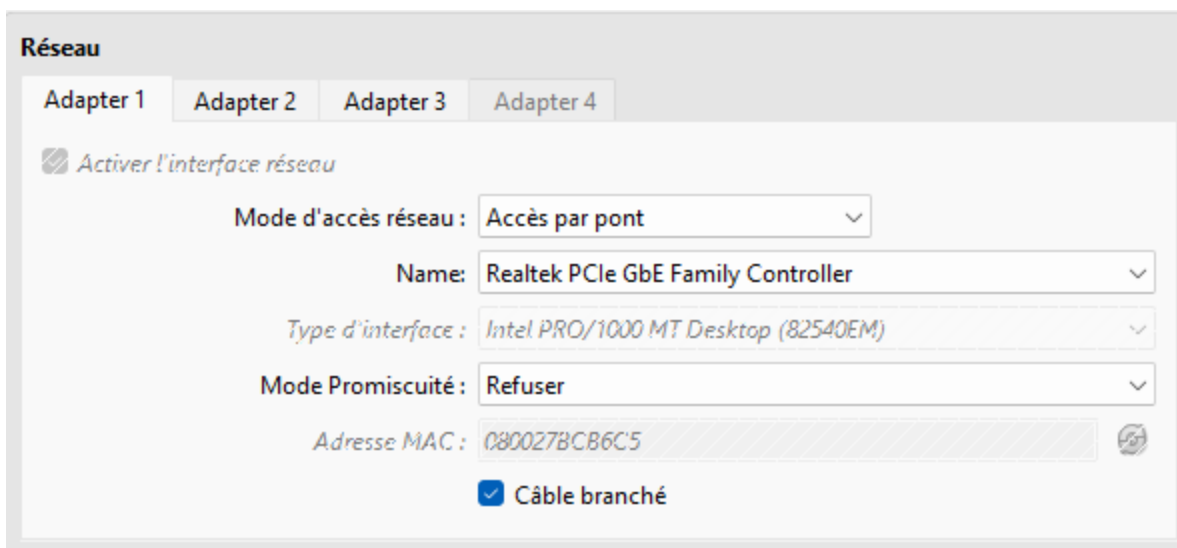 Réseau
Adapter 1 Adapter 2 Adapter 3 Adapter 4
Activer l'interface réseau
Mode d'accès réseau : Accès par pont
Name: Realtek PCIe GbE Family Controller
Type d'interface : Intel PRO/1000 MT Desktop (82540EM)
Mode Promiscuité : Refuser
Adresse MAC : 080027BCB6C5
Câble branché